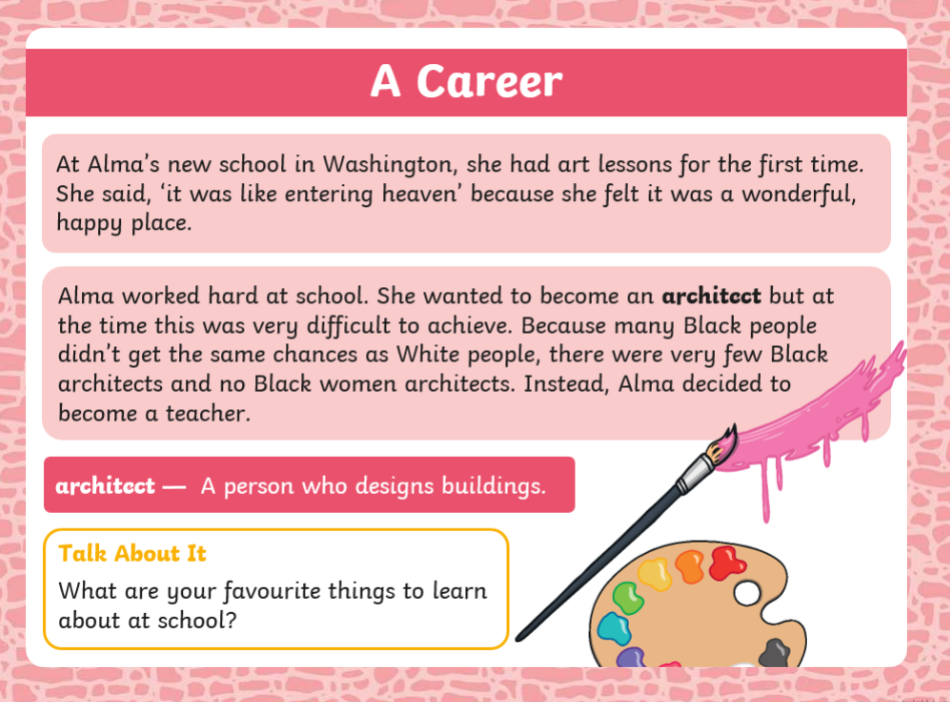 A Career
At Alma's new school in Washington, she had art lessons for the first time.
She said, 'it was like entering heaven' because she felt it was a wonderful,
happy place.
Alma worked hard at school. She wanted to become an architect but at
the time this was very difficult to achieve. Because many Black people
didn't get the same chances as White people, there were very few Black
architects and no Black women architects. Instead, Alma decided to
become a teacher.
architect — A person who designs buildings.
Talk About It
What are your favourite things to learn
about at school?